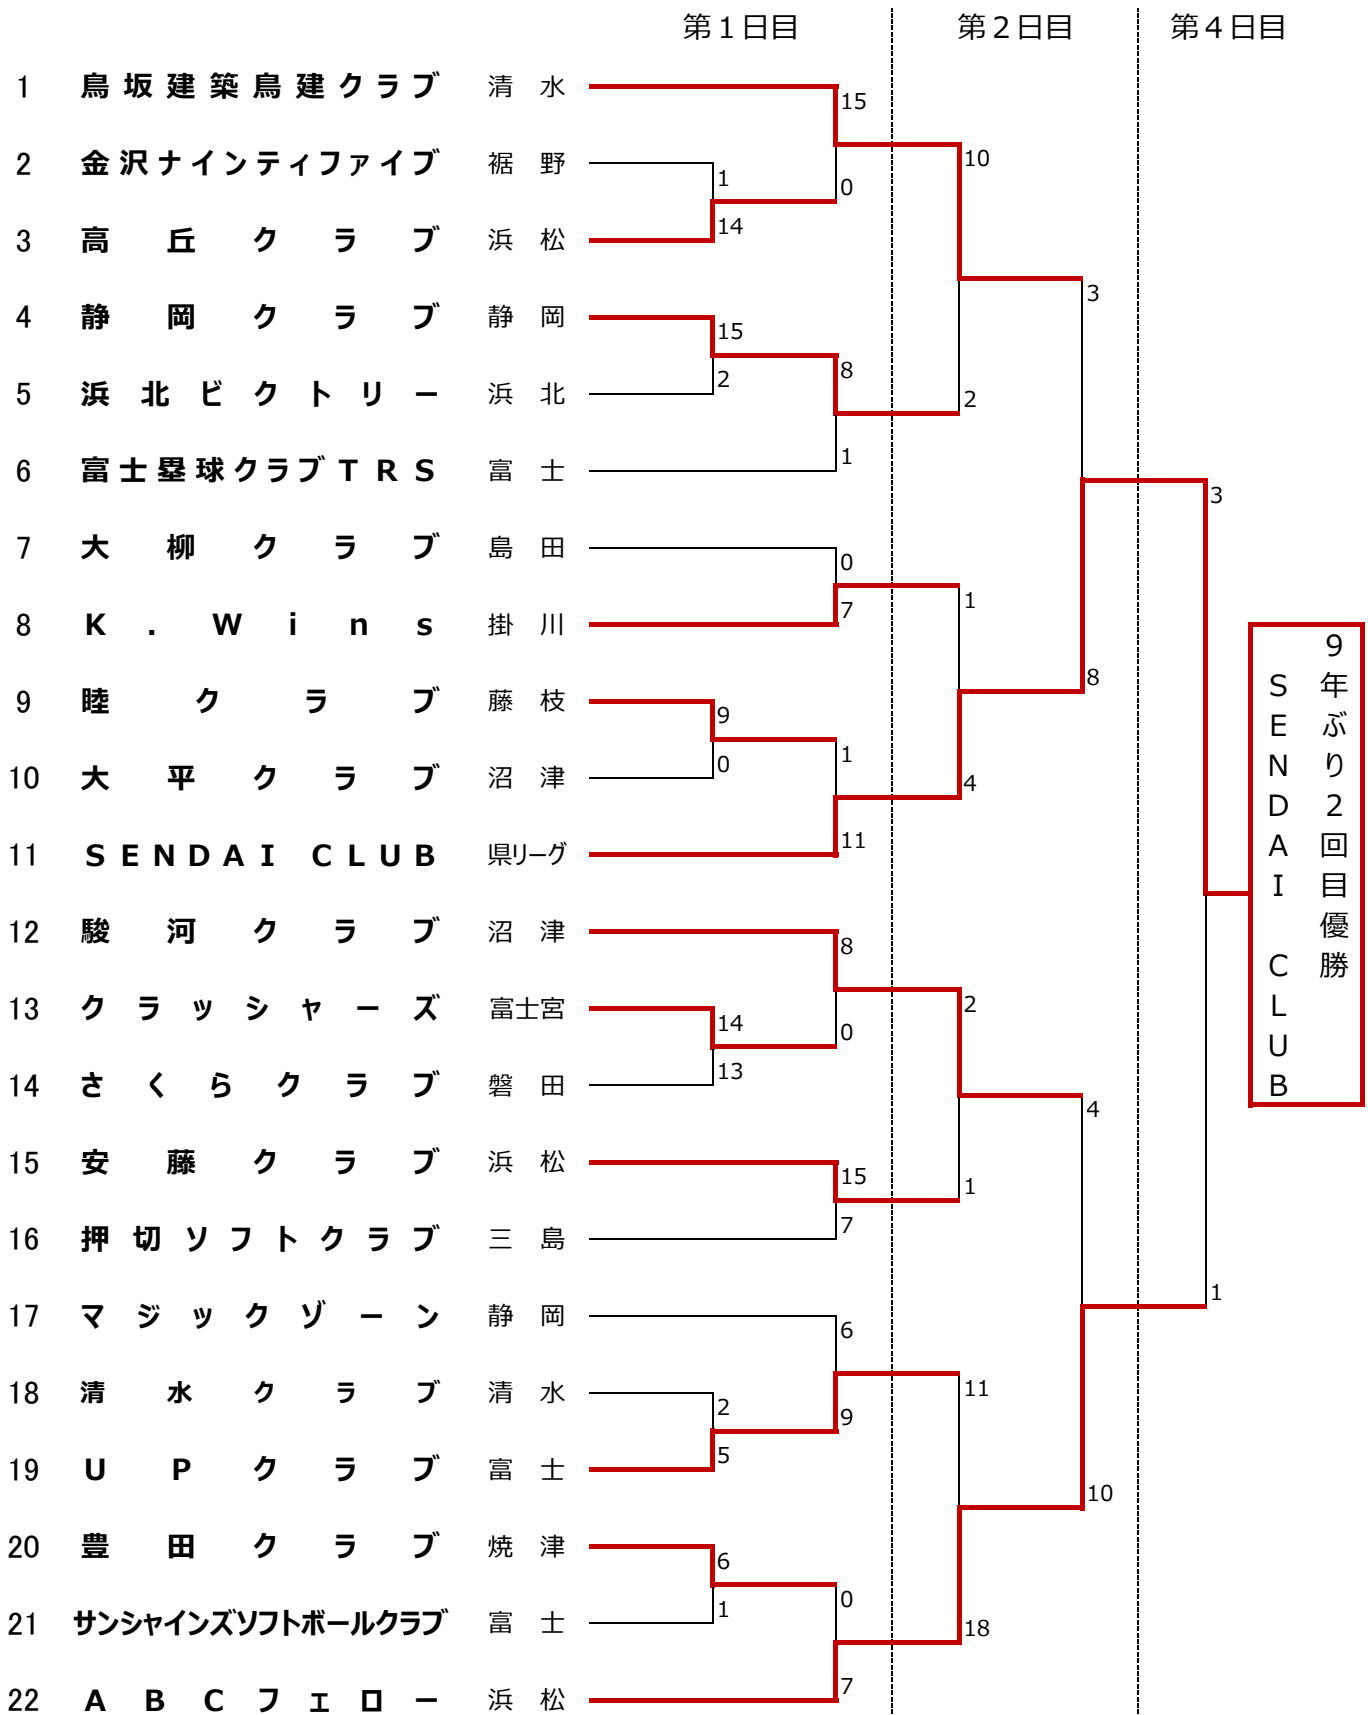 第１日目 第２日目 第４日目
1 鳥坂建築鳥建クラブ 清水
15
10
2 金沢ナインティファイブ 裾野
1
0
14
3 高丘クラブ 浜松
3
4 静岡クラブ 静岡
15
8
2
5 浜北ビクトリー 浜北
2
1
6 富士塁球クラブＴＲＳ 富士
3
7 大柳クラブ 島田
0
1
7
8 Ｋ．Ｗｉｎｓ 掛川
8
9 睦クラブ 藤枝
9
1
0
10 大平クラブ 沼津
4
11
11 ＳＥＮＤＡＩ ＣＬＵＢ 県リーグ
９年ぶり２回目優勝
ＳＥＮＤＡＩ ＣＬＵＢ
12 駿河クラブ 沼津
8
2
13 クラッシャーズ 富士宮
14
0
13
14 さくらクラブ 磐田
4
15 安藤クラブ 浜松
15
1
7
16 押切ソフトクラブ 三島
1
17 マジックゾーン 静岡
6
11
18 清水クラブ 清水
2
9
5
19 ＵＰクラブ 富士
10
20 豊田クラブ 焼津
6
0
1
21 サンシャインズソフトボールクラブ 富士
18
7
22 ＡＢＣフェロー 浜松